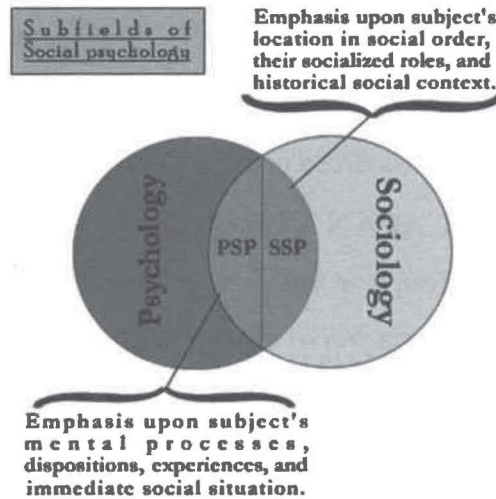 Subfields of
Social psychology
Emphasis upon subject's
location in social order,
their socialized roles, and
historical social context.
Psychology
PSP
SSP
Sociology
Emphasis upon subject's
mental processes,
dispositions, experiences, and
immediate social situation.